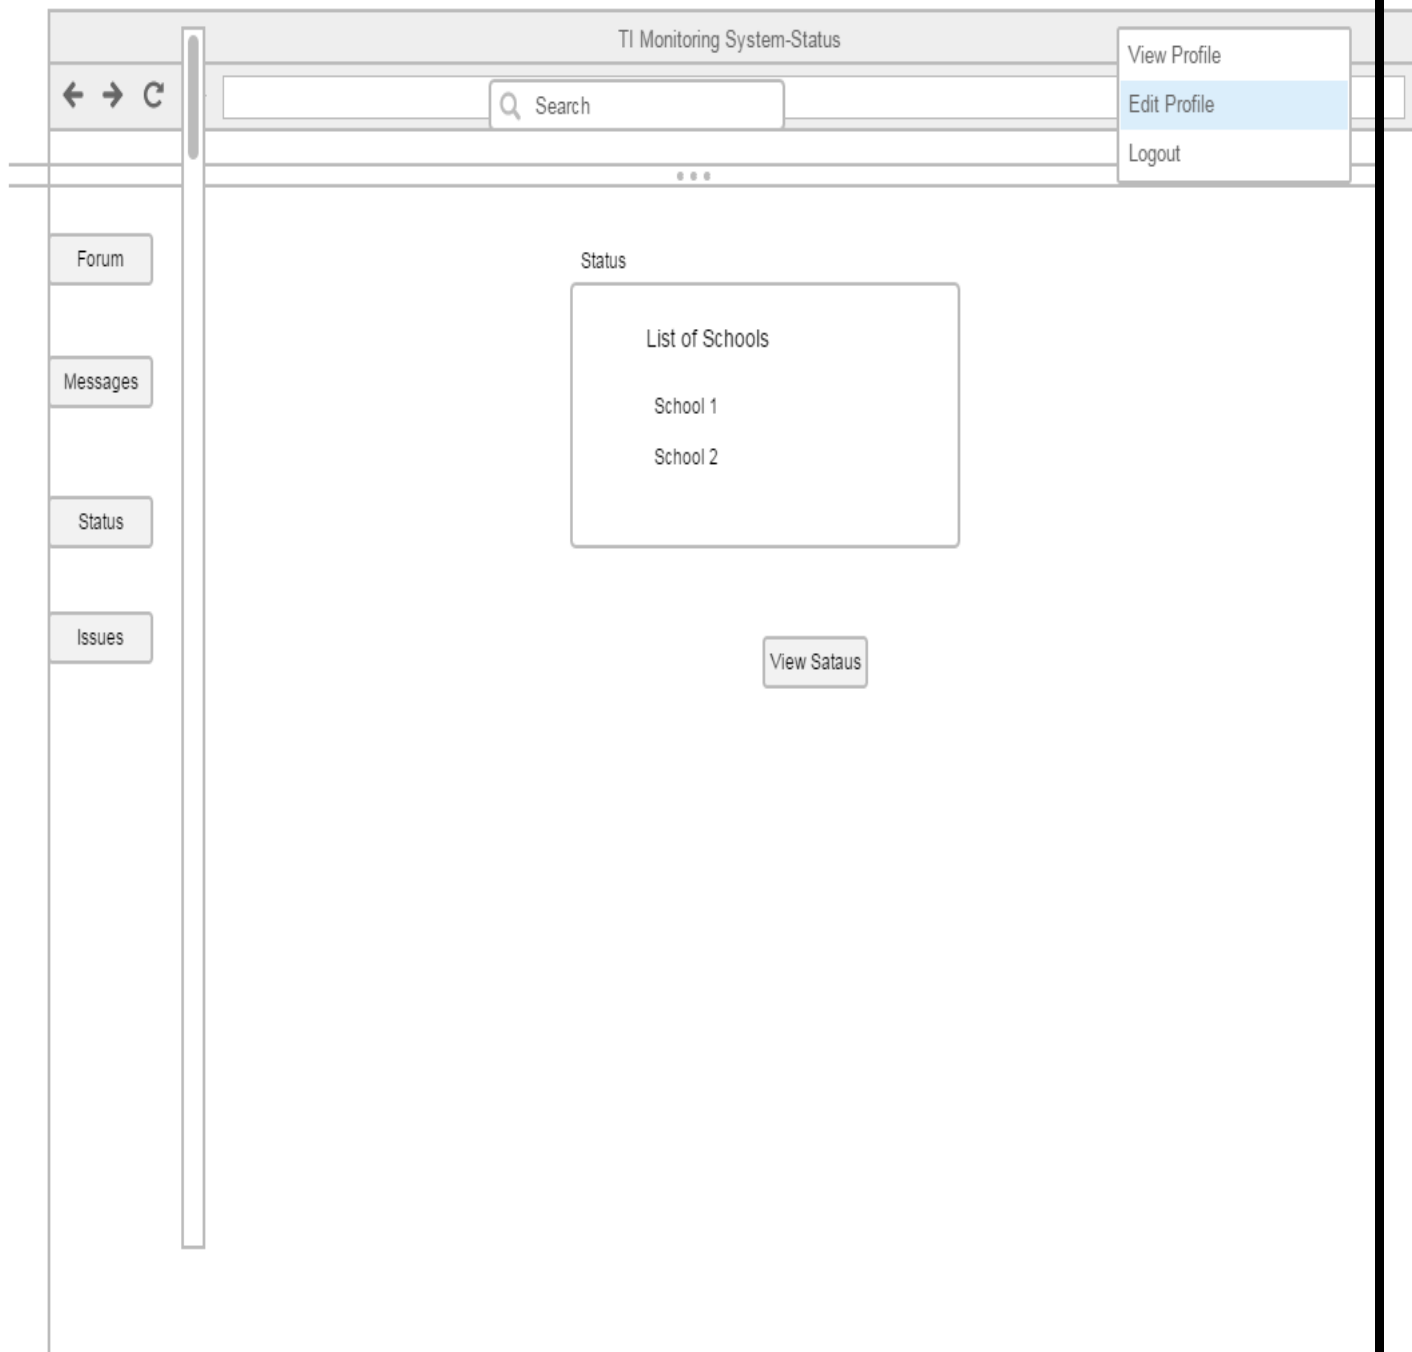 TI Monitoring System-Status
View Profile
Search
Edit Profile
Logout
Forum
Status
List of Schools
Messages
School 1
School 2
Status
Issues
View Sataus